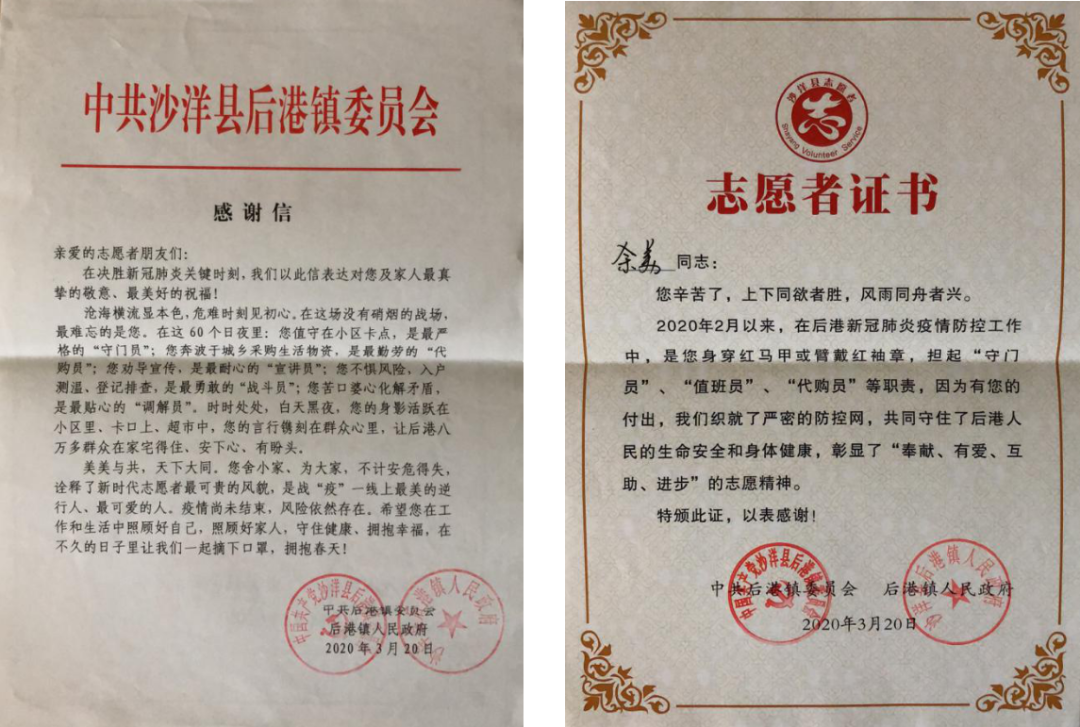 中共沙洋县后港镇委员会
感谢信
亲爱的志愿者朋友们：
在决胜新冠肺炎关键时刻，我们以此信表达对您及家人最真
挚的敬意、最美好的祝福！
沧海横流显本色，危难时刻见初心。在这场没有硝烟的战场，
最难忘的是您。在这60个日夜里：您值守在小区卡点，是最严
格的“守门员”；您奔波于城乡采购生活物资，是最勤劳的“代
购员”；您劝导宣传，是最耐心的“宣讲员”；您不惧风险、入户
测温、登记排查，是最勇敢的“战斗员”；您苦口婆心化解矛盾，
是最贴心的“调解员”。时时处处，白天黑夜，您的身影活跃在
小区里、卡口上、超市中，您的言行镌刻在群众心里，让后港八
万多群众在家宅得住、安下心、有盼头。
美美与共，天下大同。您舍小家、为大家，不计安危得失，
诠释了新时代志愿者最可贵的风貌，是战“疫”一线上最美的逆
行人、最可爱的人。疫情尚未结束，风险依然存在。希望您在工
作和生活中照顾好自己，照顾好家人，守住健康、拥抱幸福，在
不久的日子里让我们一起摘下口罩，拥抱春天！
中共后港镇委员会
后港镇人民政府
2020年3月20日
沙洋县志愿者
Shayang Volunteer Service
志愿者证书
余美 同志：
您辛苦了，上下同欲者胜，风雨同舟者兴。
2020年2月以来，在后港新冠肺炎疫情防控工作
中，是您身穿红马甲或臂戴红袖章，担起“守门
员”、“值班员”、“代购员”等职责，因为有您的
付出，我们织就了严密的防控网，共同守住了后港人
民的生命安全和身体健康，彰显了“奉献、有爱、互
助、进步”的志愿精神。
特颁此证，以表感谢！
中国共产党沙洋县后港镇委员会
中共后港镇委员会 后港镇人民政府
2020年3月20日